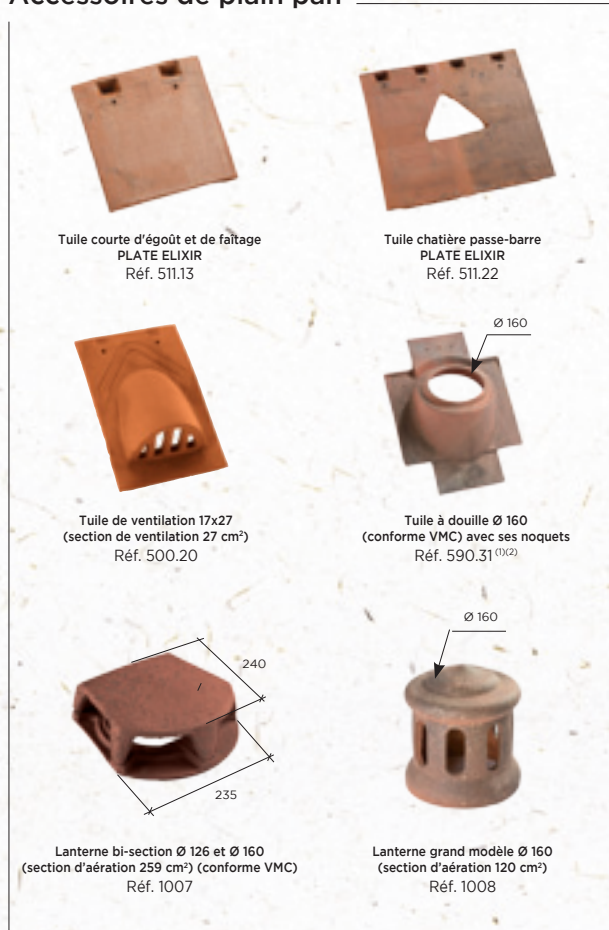 Accessoires de plain pan
Tuile courte d'égoût et de faîtage
PLATE ELIXIR
Réf. 511.13
Tuile chatière passe-barre
PLATE ELIXIR
Réf. 511.22
Ø 160
Tuile de ventilation 17x27
(section de ventilation 27 cm²)
Réf. 500.20
Tuile à douille Ø 160
(conforme VMC) avec ses noquets
Réf. 590.31 (1)(2)
240
235
Lanterne bi-section Ø 126 et Ø 160
(section d'aération 259 cm²) (conforme VMC)
Réf. 1007
Ø 160
Lanterne grand modèle Ø 160
(section d'aération 120 cm²)
Réf. 1008